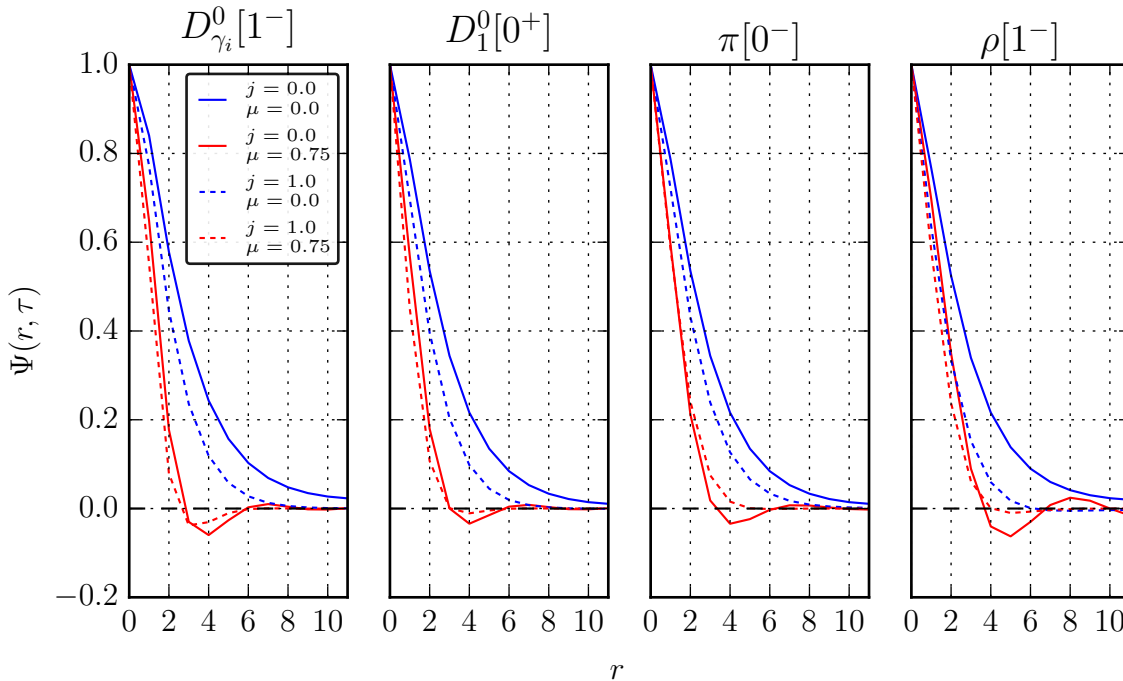 D⁰_{γᵢ}[1⁻]
D⁰₁[0⁺]
π[0⁻]
ρ[1⁻]
j = 0.0
μ = 0.0
j = 0.0
μ = 0.75
j = 1.0
μ = 0.0
j = 1.0
μ = 0.75
Ψ(r, τ)
1.0
0.8
0.6
0.4
0.2
0.0
−0.2
0 2 4 6 8 10
0 2 4 6 8 10
0 2 4 6 8 10
0 2 4 6 8 10
r